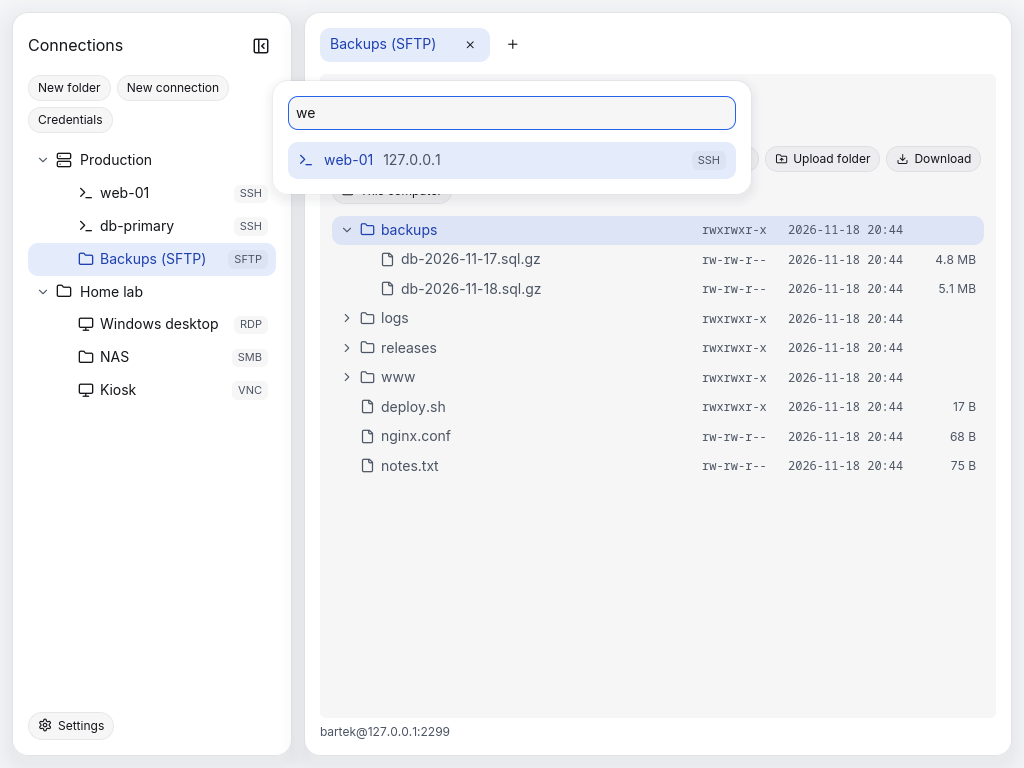 Connections
New folder
New connection
Credentials
Production
web-01 SSH
db-primary SSH
Backups (SFTP) SFTP
Home lab
Windows desktop RDP
NAS SMB
Kiosk VNC
Settings
Backups (SFTP)
we
web-01 127.0.0.1 SSH
Upload folder
Download
backups rwxrwxr-x 2026-11-18 20:44
db-2026-11-17.sql.gz rw-rw-r-- 2026-11-18 20:44 4.8 MB
db-2026-11-18.sql.gz rw-rw-r-- 2026-11-18 20:44 5.1 MB
logs rwxrwxr-x 2026-11-18 20:44
releases rwxrwxr-x 2026-11-18 20:44
www rwxrwxr-x 2026-11-18 20:44
deploy.sh rwxrwxr-x 2026-11-18 20:44 17 B
nginx.conf rw-rw-r-- 2026-11-18 20:44 68 B
notes.txt rw-rw-r-- 2026-11-18 20:44 75 B
bartek@127.0.0.1:2299